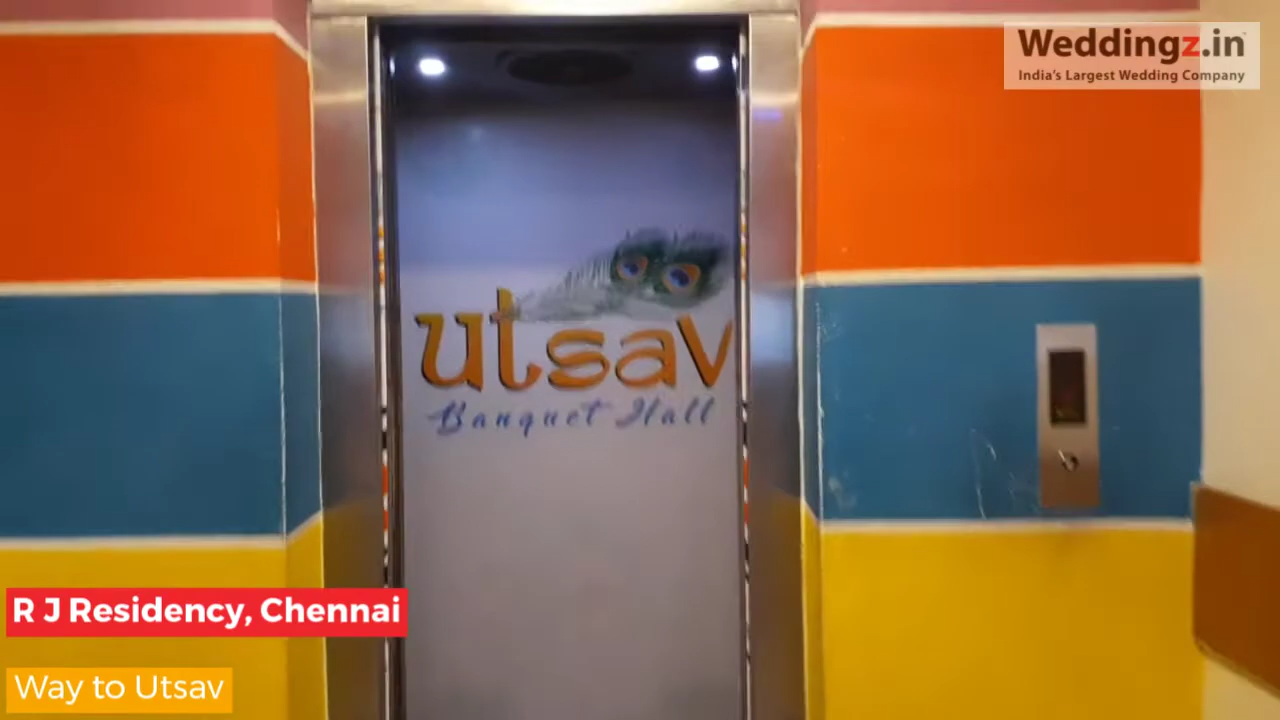 Weddingz.in
India's Largest Wedding Company
utsav
Banquet Hall
R J Residency, Chennai
Way to Utsav